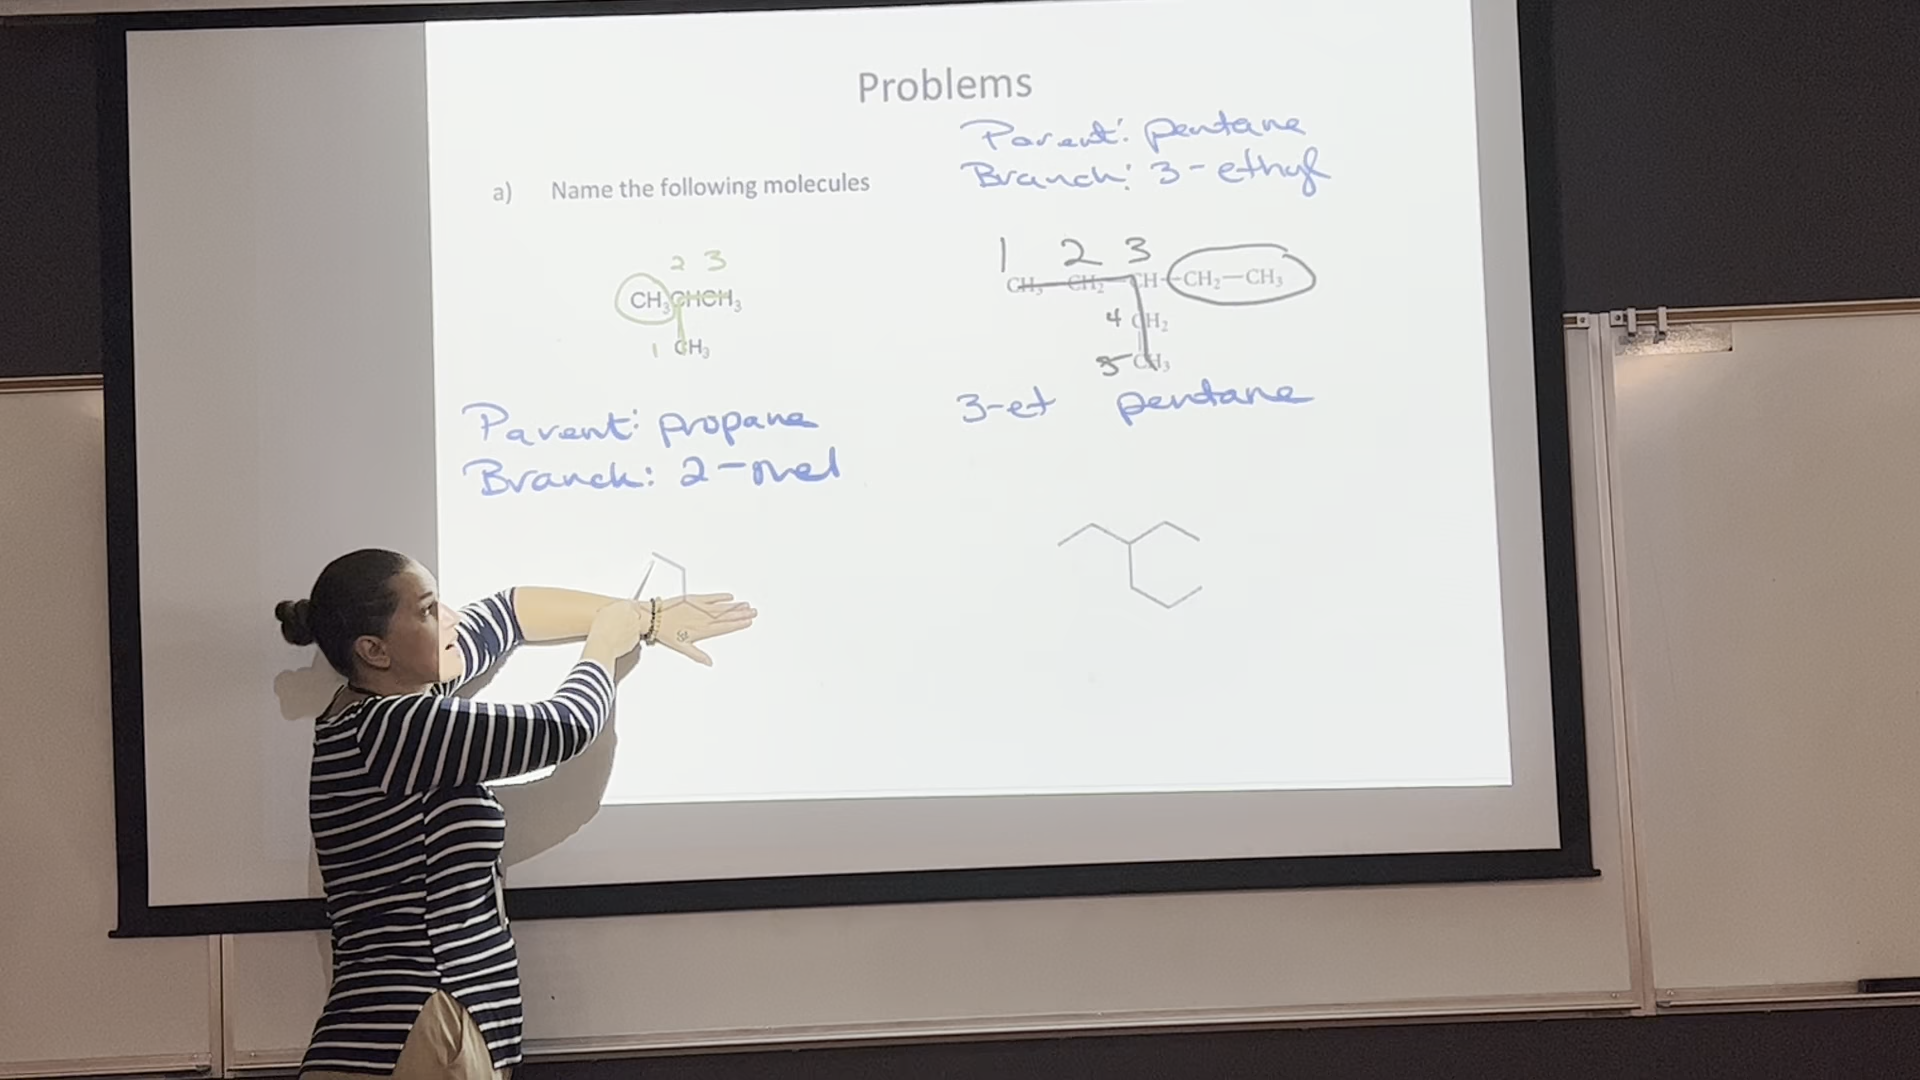 Problems
Parent: pentane
Branch: 3-ethyl
a) Name the following molecules
2 3
CH₃CHCH₃
1 CH₃
1 2 3
CH₃ CH₂ CH-CH₂-CH₃
4 CH₂
5 CH₃
Parent: propane
Branch: 2-met
3-et pentane